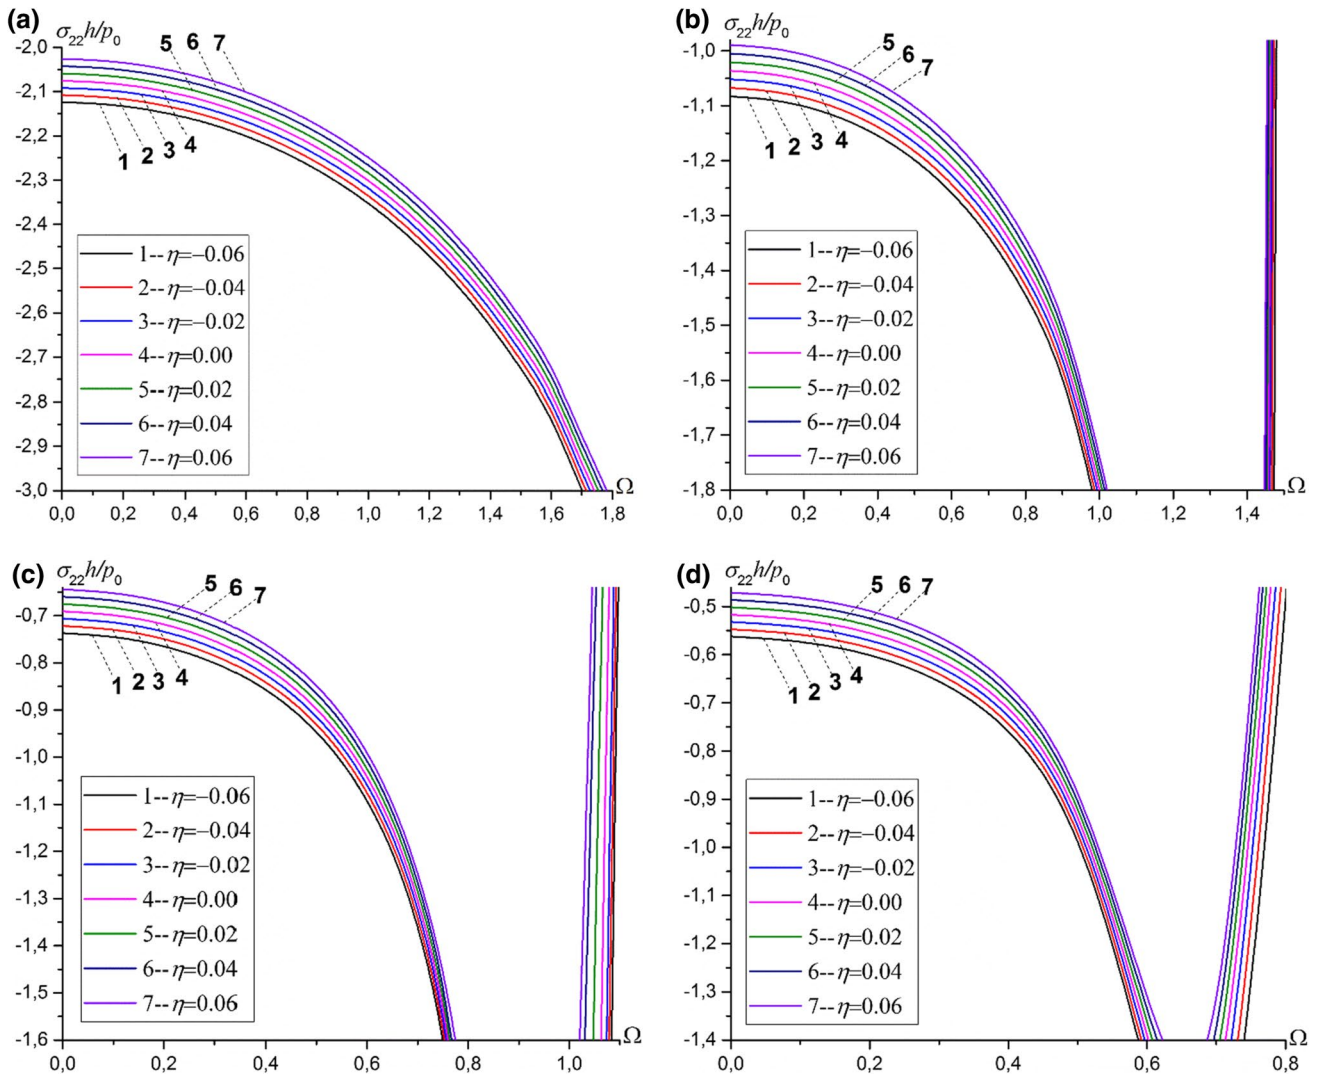 (a)
σ22h/p0
-2,0
-2,1
-2,2
-2,3
-2,4
-2,5
-2,6
-2,7
-2,8
-2,9
-3,0
5 6 7
1 2 3 4
1--η=–0.06
2--η=–0.04
3--η=–0.02
4--η=0.00
5--η=0.02
6--η=0.04
7--η=0.06
Ω
0,0 0,2 0,4 0,6 0,8 1,0 1,2 1,4 1,6 1,8
(b)
σ22h/p0
-1,0
-1,1
-1,2
-1,3
-1,4
-1,5
-1,6
-1,7
-1,8
5 6 7
1 2 3 4
1--η=–0.06
2--η=–0.04
3--η=–0.02
4--η=0.00
5--η=0.02
6--η=0.04
7--η=0.06
Ω
0,0 0,2 0,4 0,6 0,8 1,0 1,2 1,4
(c)
σ22h/p0
-0,7
-0,8
-0,9
-1,0
-1,1
-1,2
-1,3
-1,4
-1,5
-1,6
5 6 7
1 2 3 4
1--η=–0.06
2--η=–0.04
3--η=–0.02
4--η=0.00
5--η=0.02
6--η=0.04
7--η=0.06
Ω
0,0 0,2 0,4 0,6 0,8 1,0
(d)
σ22h/p0
-0,5
-0,6
-0,7
-0,8
-0,9
-1,0
-1,1
-1,2
-1,3
-1,4
5 6 7
1 2 3 4
1--η=–0.06
2--η=–0.04
3--η=–0.02
4--η=0.00
5--η=0.02
6--η=0.04
7--η=0.06
Ω
0,0 0,2 0,4 0,6 0,8